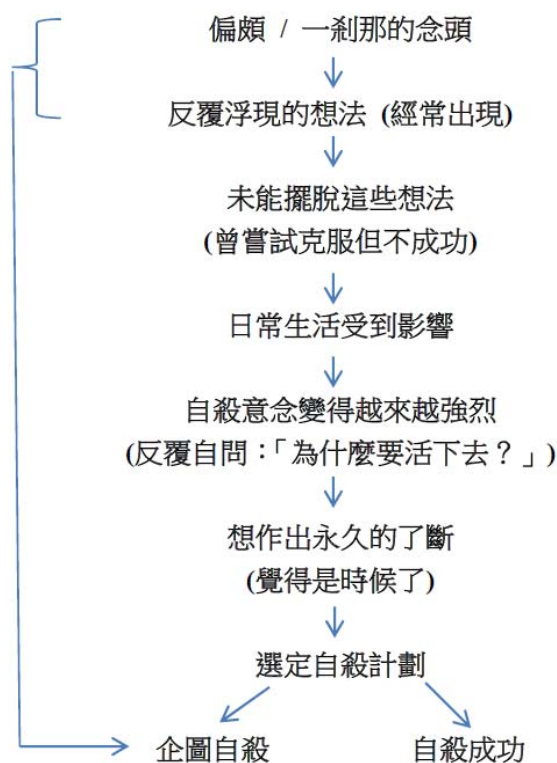 偏頗 / 一剎那的念頭
反覆浮現的想法 (經常出現)
未能擺脫這些想法
(曾嘗試克服但不成功)
日常生活受到影響
自殺意念變得越來越強烈
(反覆自問：「為什麼要活下去？」)
想作出永久的了斷
(覺得是時候了)
選定自殺計劃
企圖自殺 自殺成功